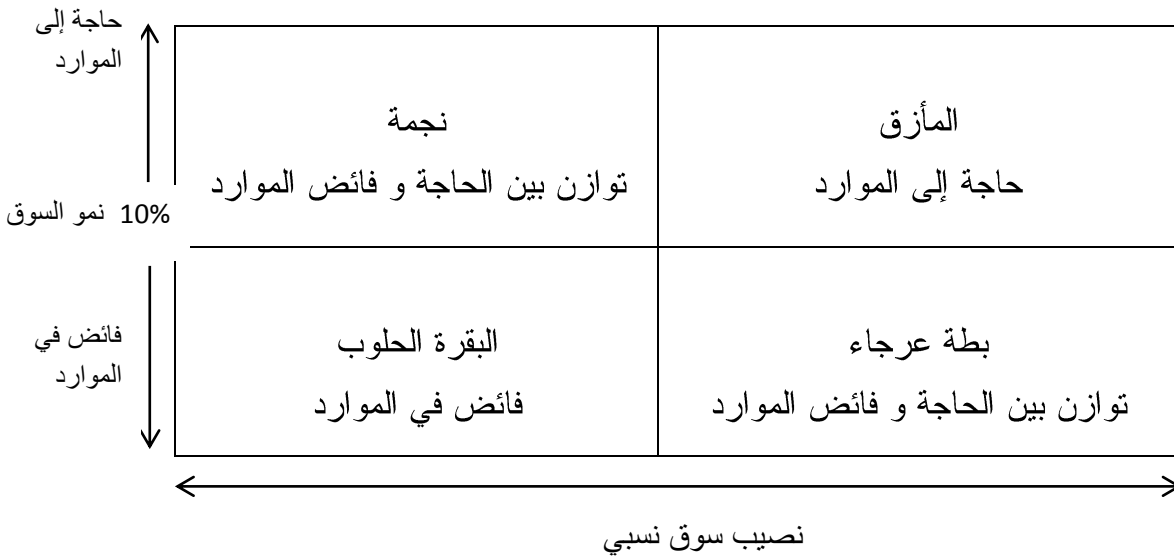 حاجة إلى
الموارد
المأزق
حاجة إلى الموارد
نجمة
توازن بين الحاجة و فائض الموارد
10% نمو السوق
بطة عرجاء
توازن بين الحاجة و فائض الموارد
البقرة الحلوب
فائض في الموارد
فائض في
الموارد
نصيب سوق نسبي